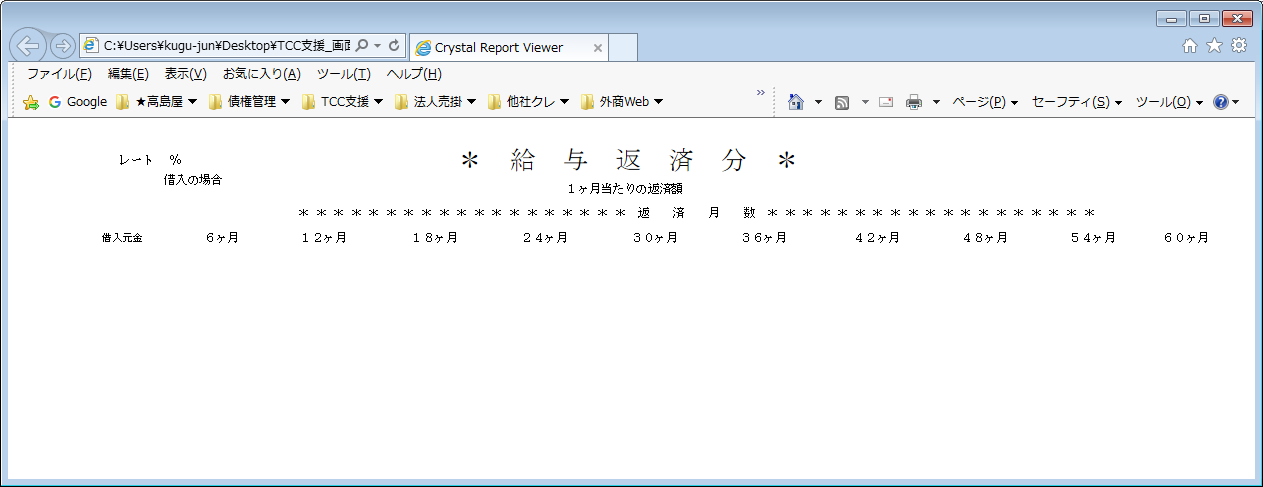 C:¥Users¥kugu-jun¥Desktop¥TCC支援_画面
Crystal Report Viewer
ファイル(F) 編集(E) 表示(V) お気に入り(A) ツール(T) ヘルプ(H)
Google ★高島屋 債権管理 TCC支援 法人売掛 他社クレ 外商Web » ページ(P) セーフティ(S) ツール(O)
レート % ＊ 給 与 返 済 分 ＊
借入の場合
１ヶ月当たりの返済額
＊＊＊＊＊＊＊＊＊＊＊＊＊＊＊＊＊＊＊ 返 済 月 数 ＊＊＊＊＊＊＊＊＊＊＊＊＊＊＊＊＊＊＊
借入元金 ６ヶ月 １２ヶ月 １８ヶ月 ２４ヶ月 ３０ヶ月 ３６ヶ月 ４２ヶ月 ４８ヶ月 ５４ヶ月 ６０ヶ月